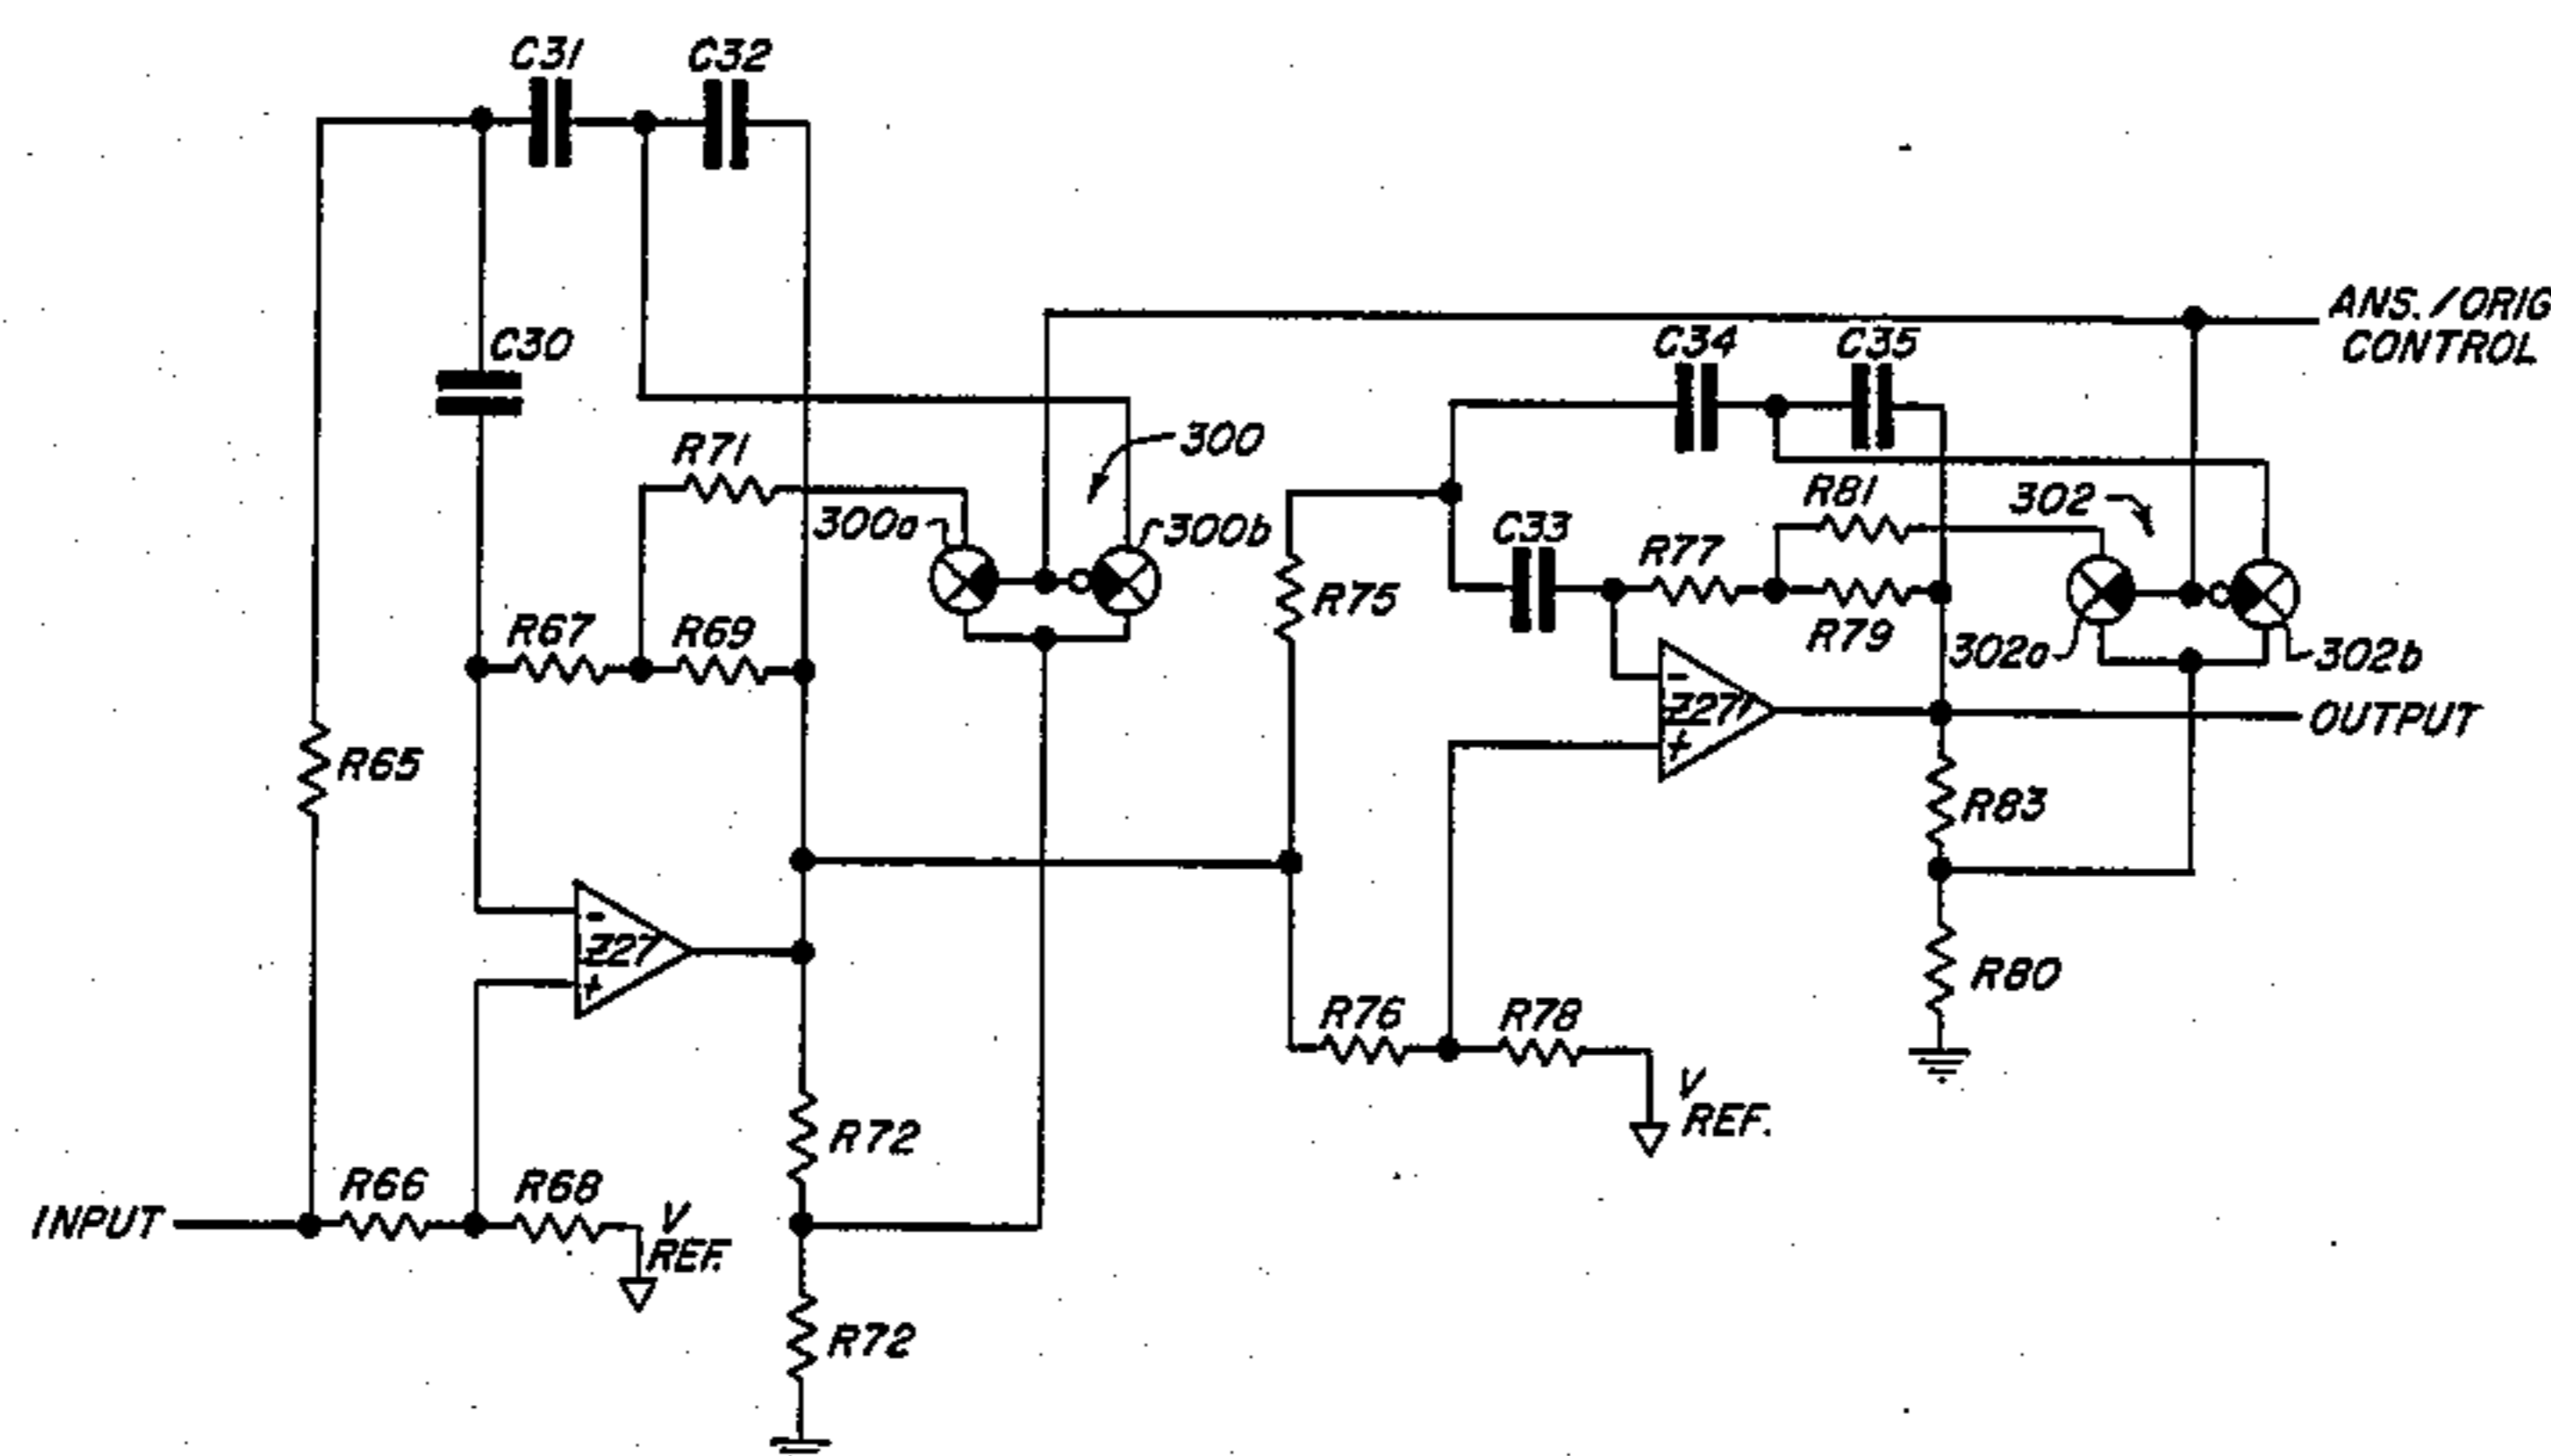 C31
C32
ANS./ORIG
CONTROL
C30
C34
C35
R71
300
300a
300b
R81
302
C33
R77
R75
R67
R69
R79
302a
302b
Z27'
OUTPUT
R65
R83
Z27
R80
R76
R78
V
REF.
R72
R66
R68
INPUT
V
REF.
R72